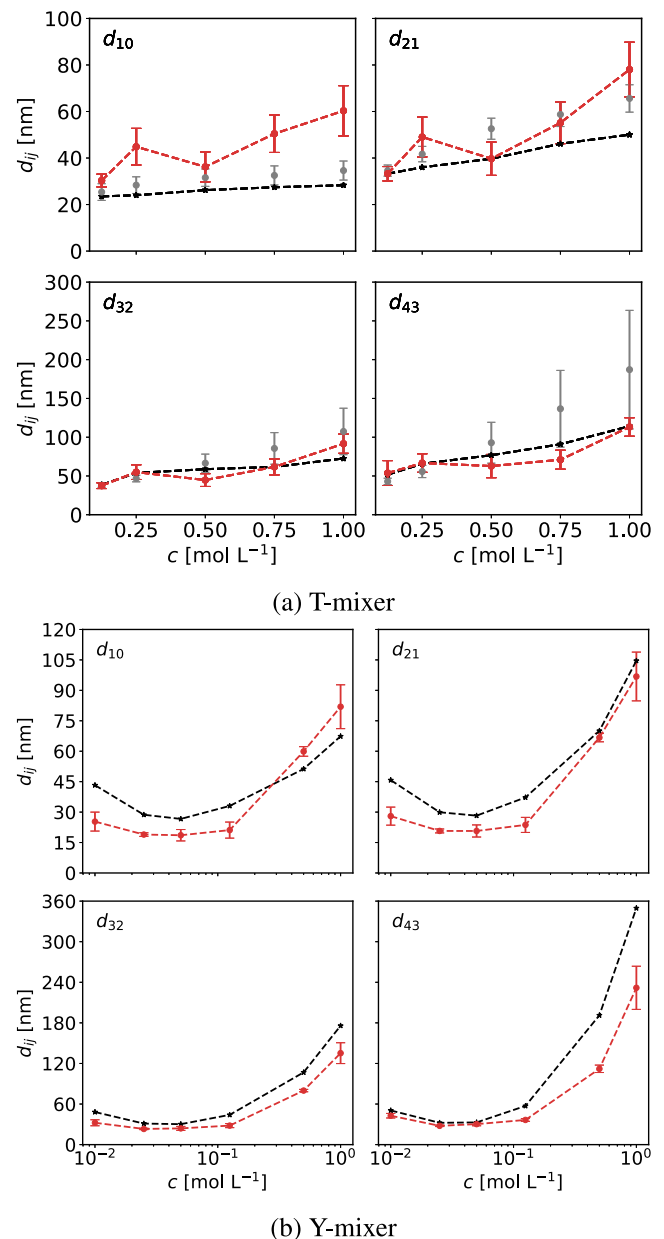 d₁₀
d₂₁
100
80
60
40
20
0
d_ij [nm]
d₃₂
d₄₃
300
250
200
150
100
50
0
d_ij [nm]
0.25 0.50 0.75 1.00
0.25 0.50 0.75 1.00
c [mol L⁻¹]
c [mol L⁻¹]
(a) T-mixer
d₁₀
d₂₁
120
105
90
75
60
45
30
15
0
d_ij [nm]
d₃₂
d₄₃
360
300
240
180
120
60
0
d_ij [nm]
10⁻² 10⁻¹ 10⁰
10⁻² 10⁻¹ 10⁰
c [mol L⁻¹]
c [mol L⁻¹]
(b) Y-mixer